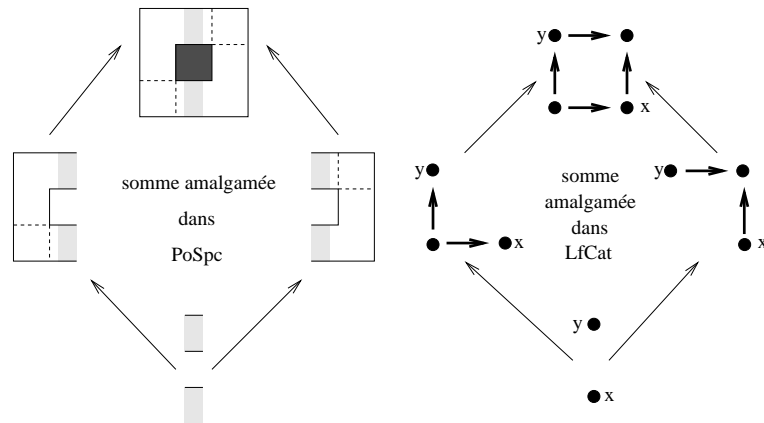 y
x
somme amalgamée
dans
PoSpc
y
x
somme
amalgamée
dans
LfCat
y
x
y
x